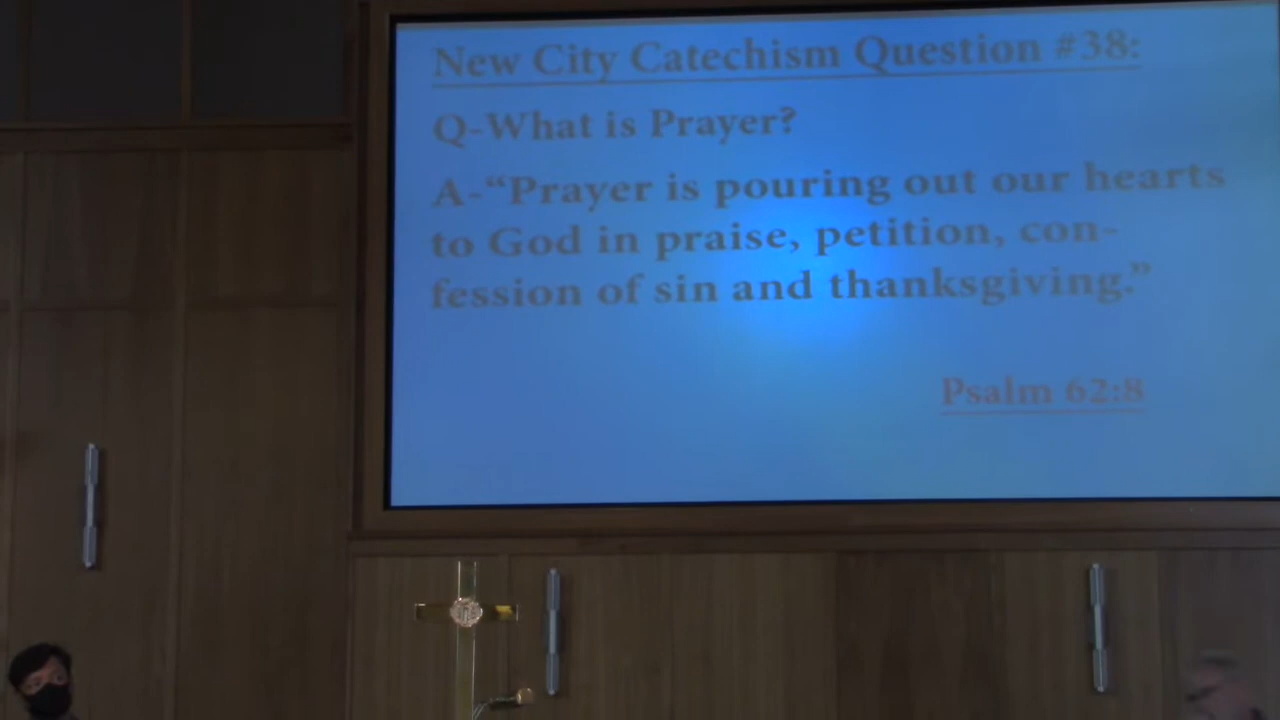 New City Catechism Question #38:
Q-What is Prayer?
A-“Prayer is pouring out our hearts
to God in praise, petition, con-
fession of sin and thanksgiving.”
Psalm 62:8